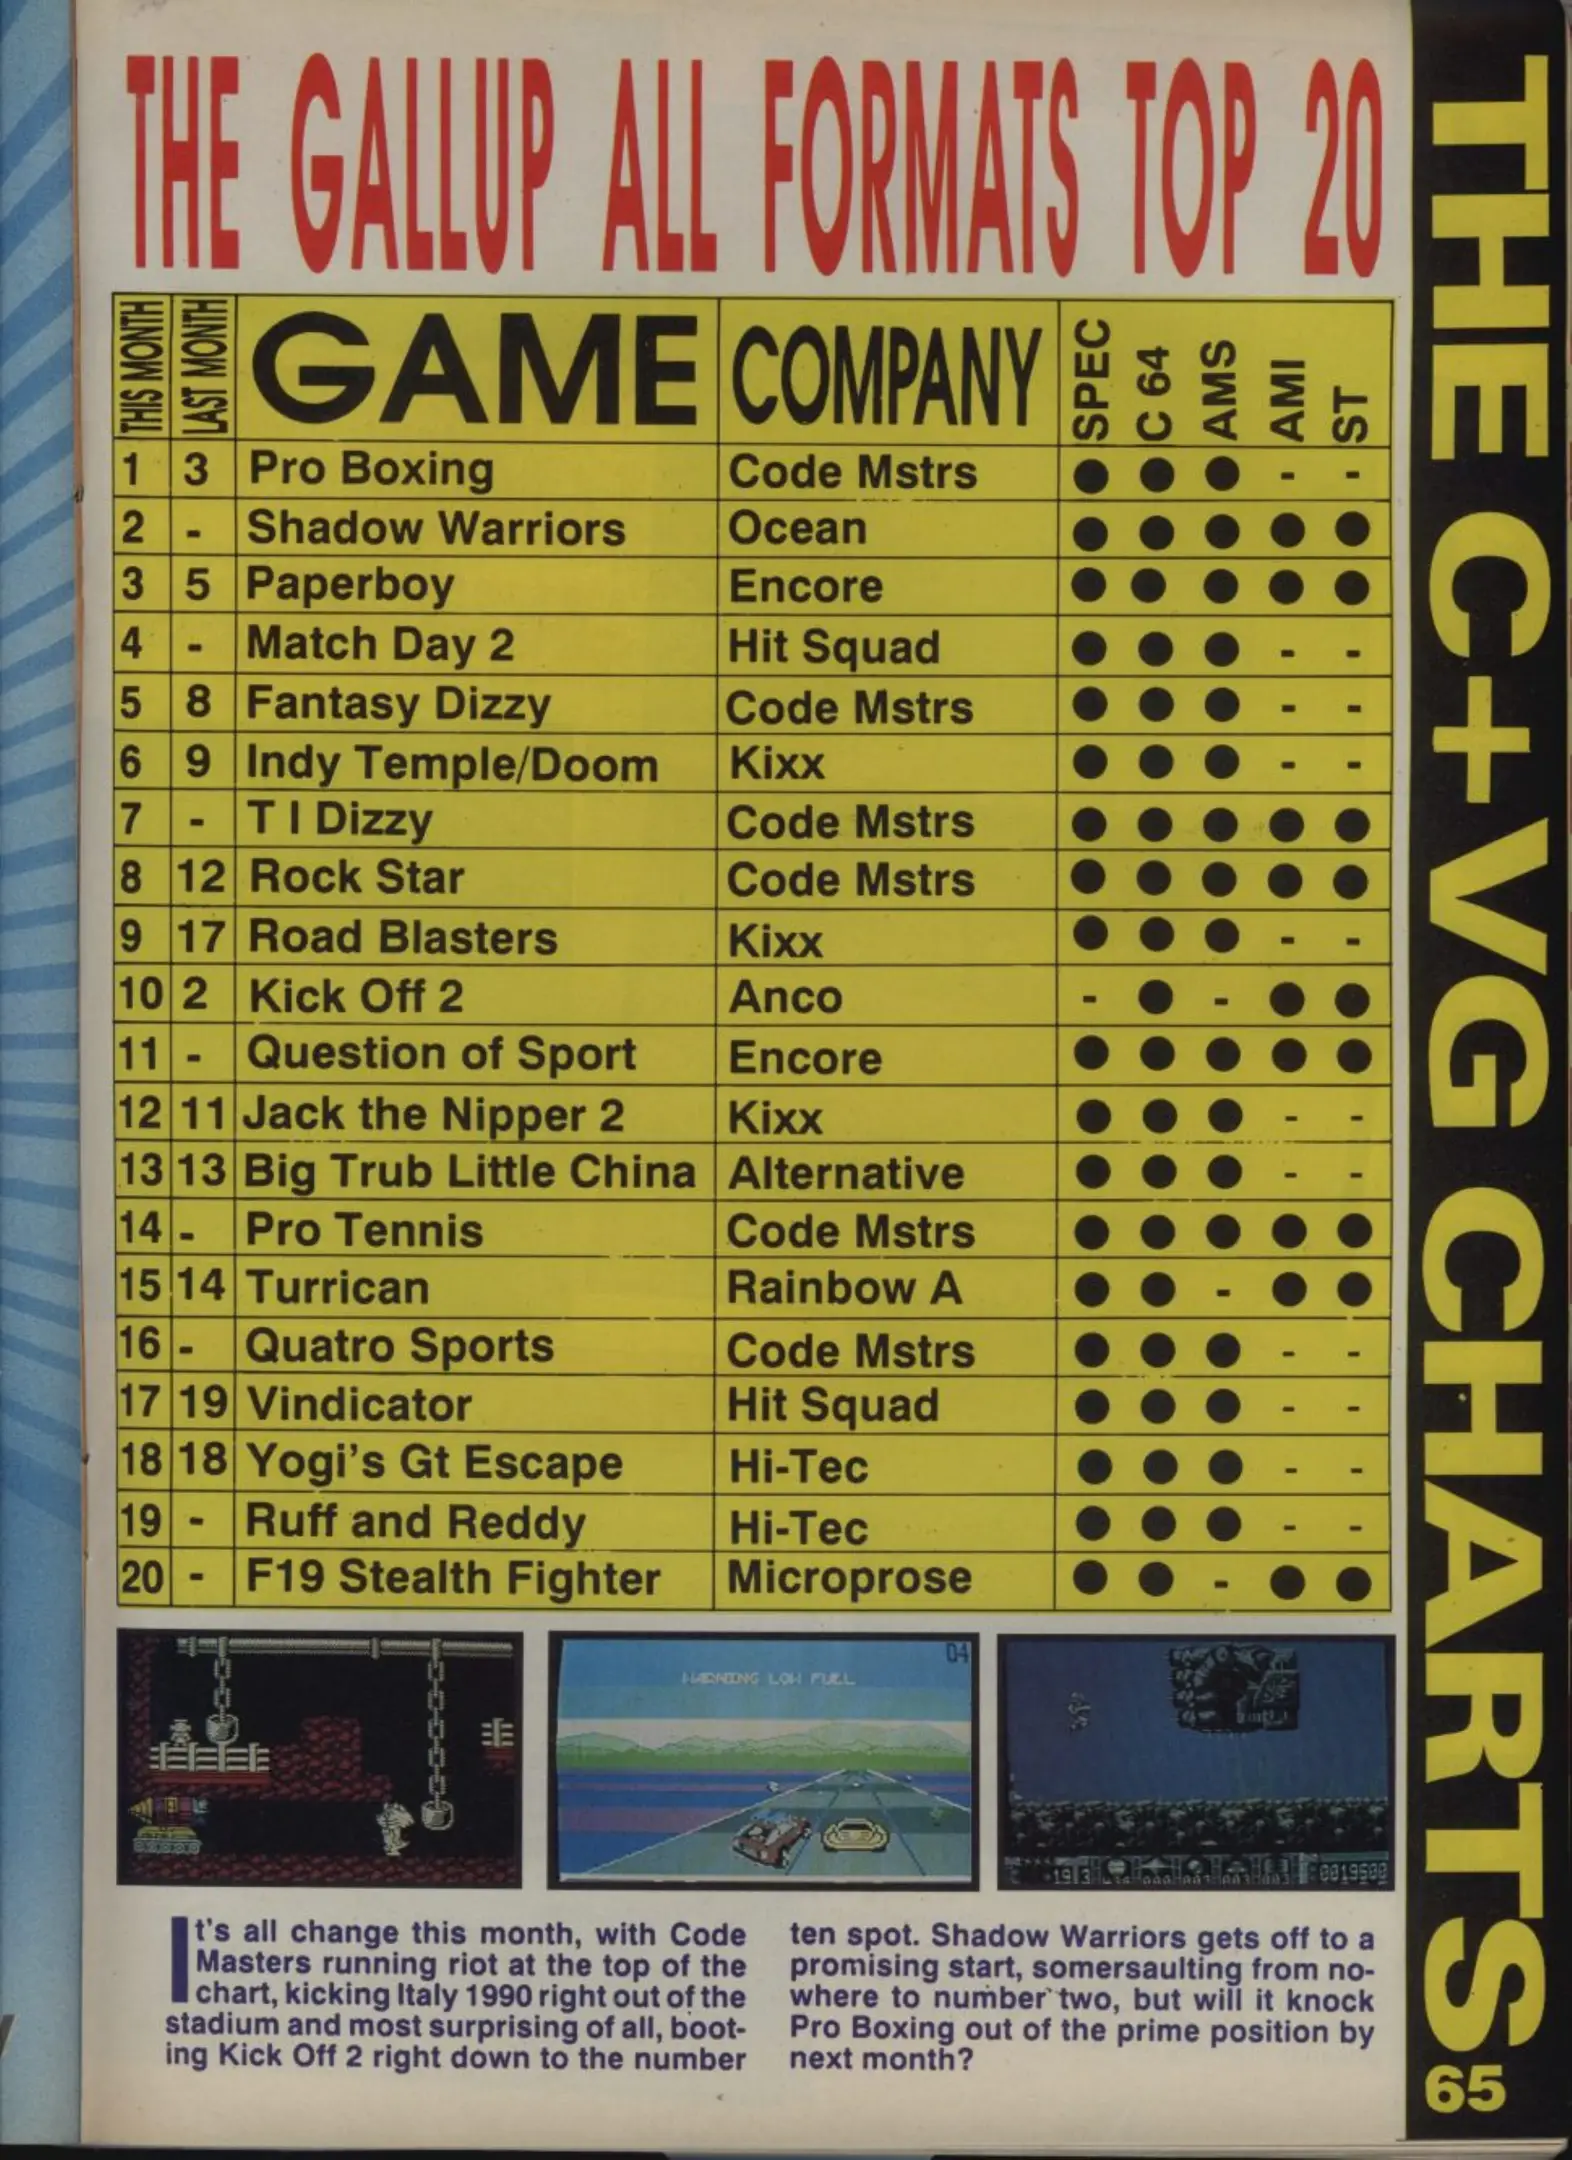 THE GALLUP ALL FORMATS TOP 20
THIS MONTH LAST MONTH GAME COMPANY SPEC C 64 AMS AMI ST
1 3 Pro Boxing Code Mstrs ● ● ● - -
2 - Shadow Warriors Ocean ● ● ● ● ●
3 5 Paperboy Encore ● ● ● ● ●
4 - Match Day 2 Hit Squad ● ● ● - -
5 8 Fantasy Dizzy Code Mstrs ● ● ● - -
6 9 Indy Temple/Doom Kixx ● ● ● - -
7 - T I Dizzy Code Mstrs ● ● ● ● ●
8 12 Rock Star Code Mstrs ● ● ● ● ●
9 17 Road Blasters Kixx ● ● ● - -
10 2 Kick Off 2 Anco - ● - ● ●
11 - Question of Sport Encore ● ● ● ● ●
12 11 Jack the Nipper 2 Kixx ● ● ● - -
13 13 Big Trub Little China Alternative ● ● ● - -
14 - Pro Tennis Code Mstrs ● ● ● ● ●
15 14 Turrican Rainbow A ● ● - ● ●
16 - Quatro Sports Code Mstrs ● ● ● - -
17 19 Vindicator Hit Squad ● ● ● - -
18 18 Yogi's Gt Escape Hi-Tec ● ● ● - -
19 - Ruff and Reddy Hi-Tec ● ● ● - -
20 - F19 Stealth Fighter Microprose ● ● - ● ●
04
WARNING LOW FUEL
0019500
It's all change this month, with Code
Masters running riot at the top of the
chart, kicking Italy 1990 right out of the
stadium and most surprising of all, boot-
ing Kick Off 2 right down to the number
ten spot. Shadow Warriors gets off to a
promising start, somersaulting from no-
where to number two, but will it knock
Pro Boxing out of the prime position by
next month?
THE C+VG CHARTS
65